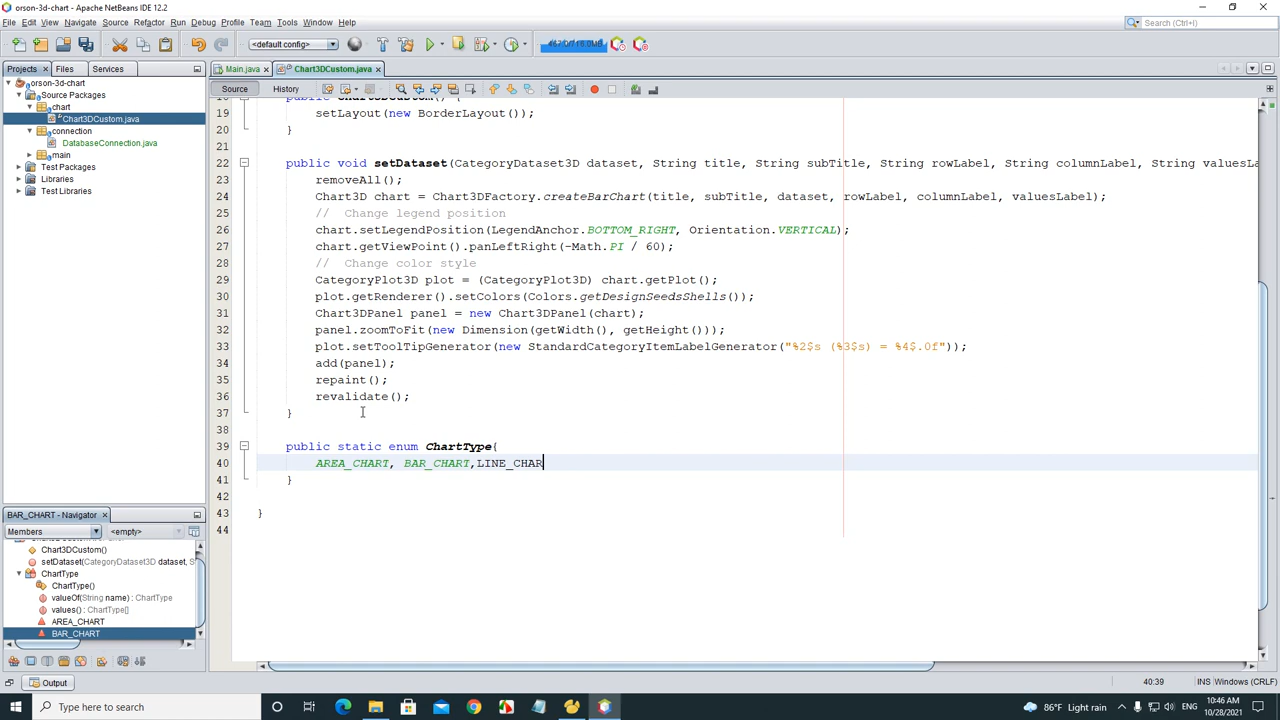 orson-3d-chart - Apache NetBeans IDE 12.2
File Edit View Navigate Source Refactor Run Debug Profile Team Tools Window Help
Search (Ctrl+I)
<default config>
Projects Files Services
Main.java Chart3DCustom.java
Source History
orson-3d-chart
Source Packages
chart
Chart3DCustom.java
connection
DatabaseConnection.java
main
Test Packages
Libraries
Test Libraries
19 setLayout(new BorderLayout());
20 }
21
22 public void setDataset(CategoryDataset3D dataset, String title, String subTitle, String rowLabel, String columnLabel, String valuesLa
23 removeAll();
24 Chart3D chart = Chart3DFactory.createBarChart(title, subTitle, dataset, rowLabel, columnLabel, valuesLabel);
25 // Change legend position
26 chart.setLegendPosition(LegendAnchor.BOTTOM_RIGHT, Orientation.VERTICAL);
27 chart.getViewPoint().panLeftRight(-Math.PI / 60);
28 // Change color style
29 CategoryPlot3D plot = (CategoryPlot3D) chart.getPlot();
30 plot.getRenderer().setColors(Colors.getDesignSeedsShells());
31 Chart3DPanel panel = new Chart3DPanel(chart);
32 panel.zoomToFit(new Dimension(getWidth(), getHeight()));
33 plot.setToolTipGenerator(new StandardCategoryItemLabelGenerator("%2$s (%3$s) = %4$.0f"));
34 add(panel);
35 repaint();
36 revalidate();
37 }
38
39 public static enum ChartType{
40 AREA_CHART, BAR_CHART,LINE_CHAR
41 }
42
43 }
44
BAR_CHART - Navigator
Members <empty>
Chart3DCustom()
setDataset(CategoryDataset3D dataset, S
ChartType
ChartType()
valueOf(String name) : ChartType
values() : ChartType[]
AREA_CHART
BAR_CHART
Output
40:39 INS Windows (CRLF)
Type here to search
86°F Light rain
10:46 AM
10/28/2021